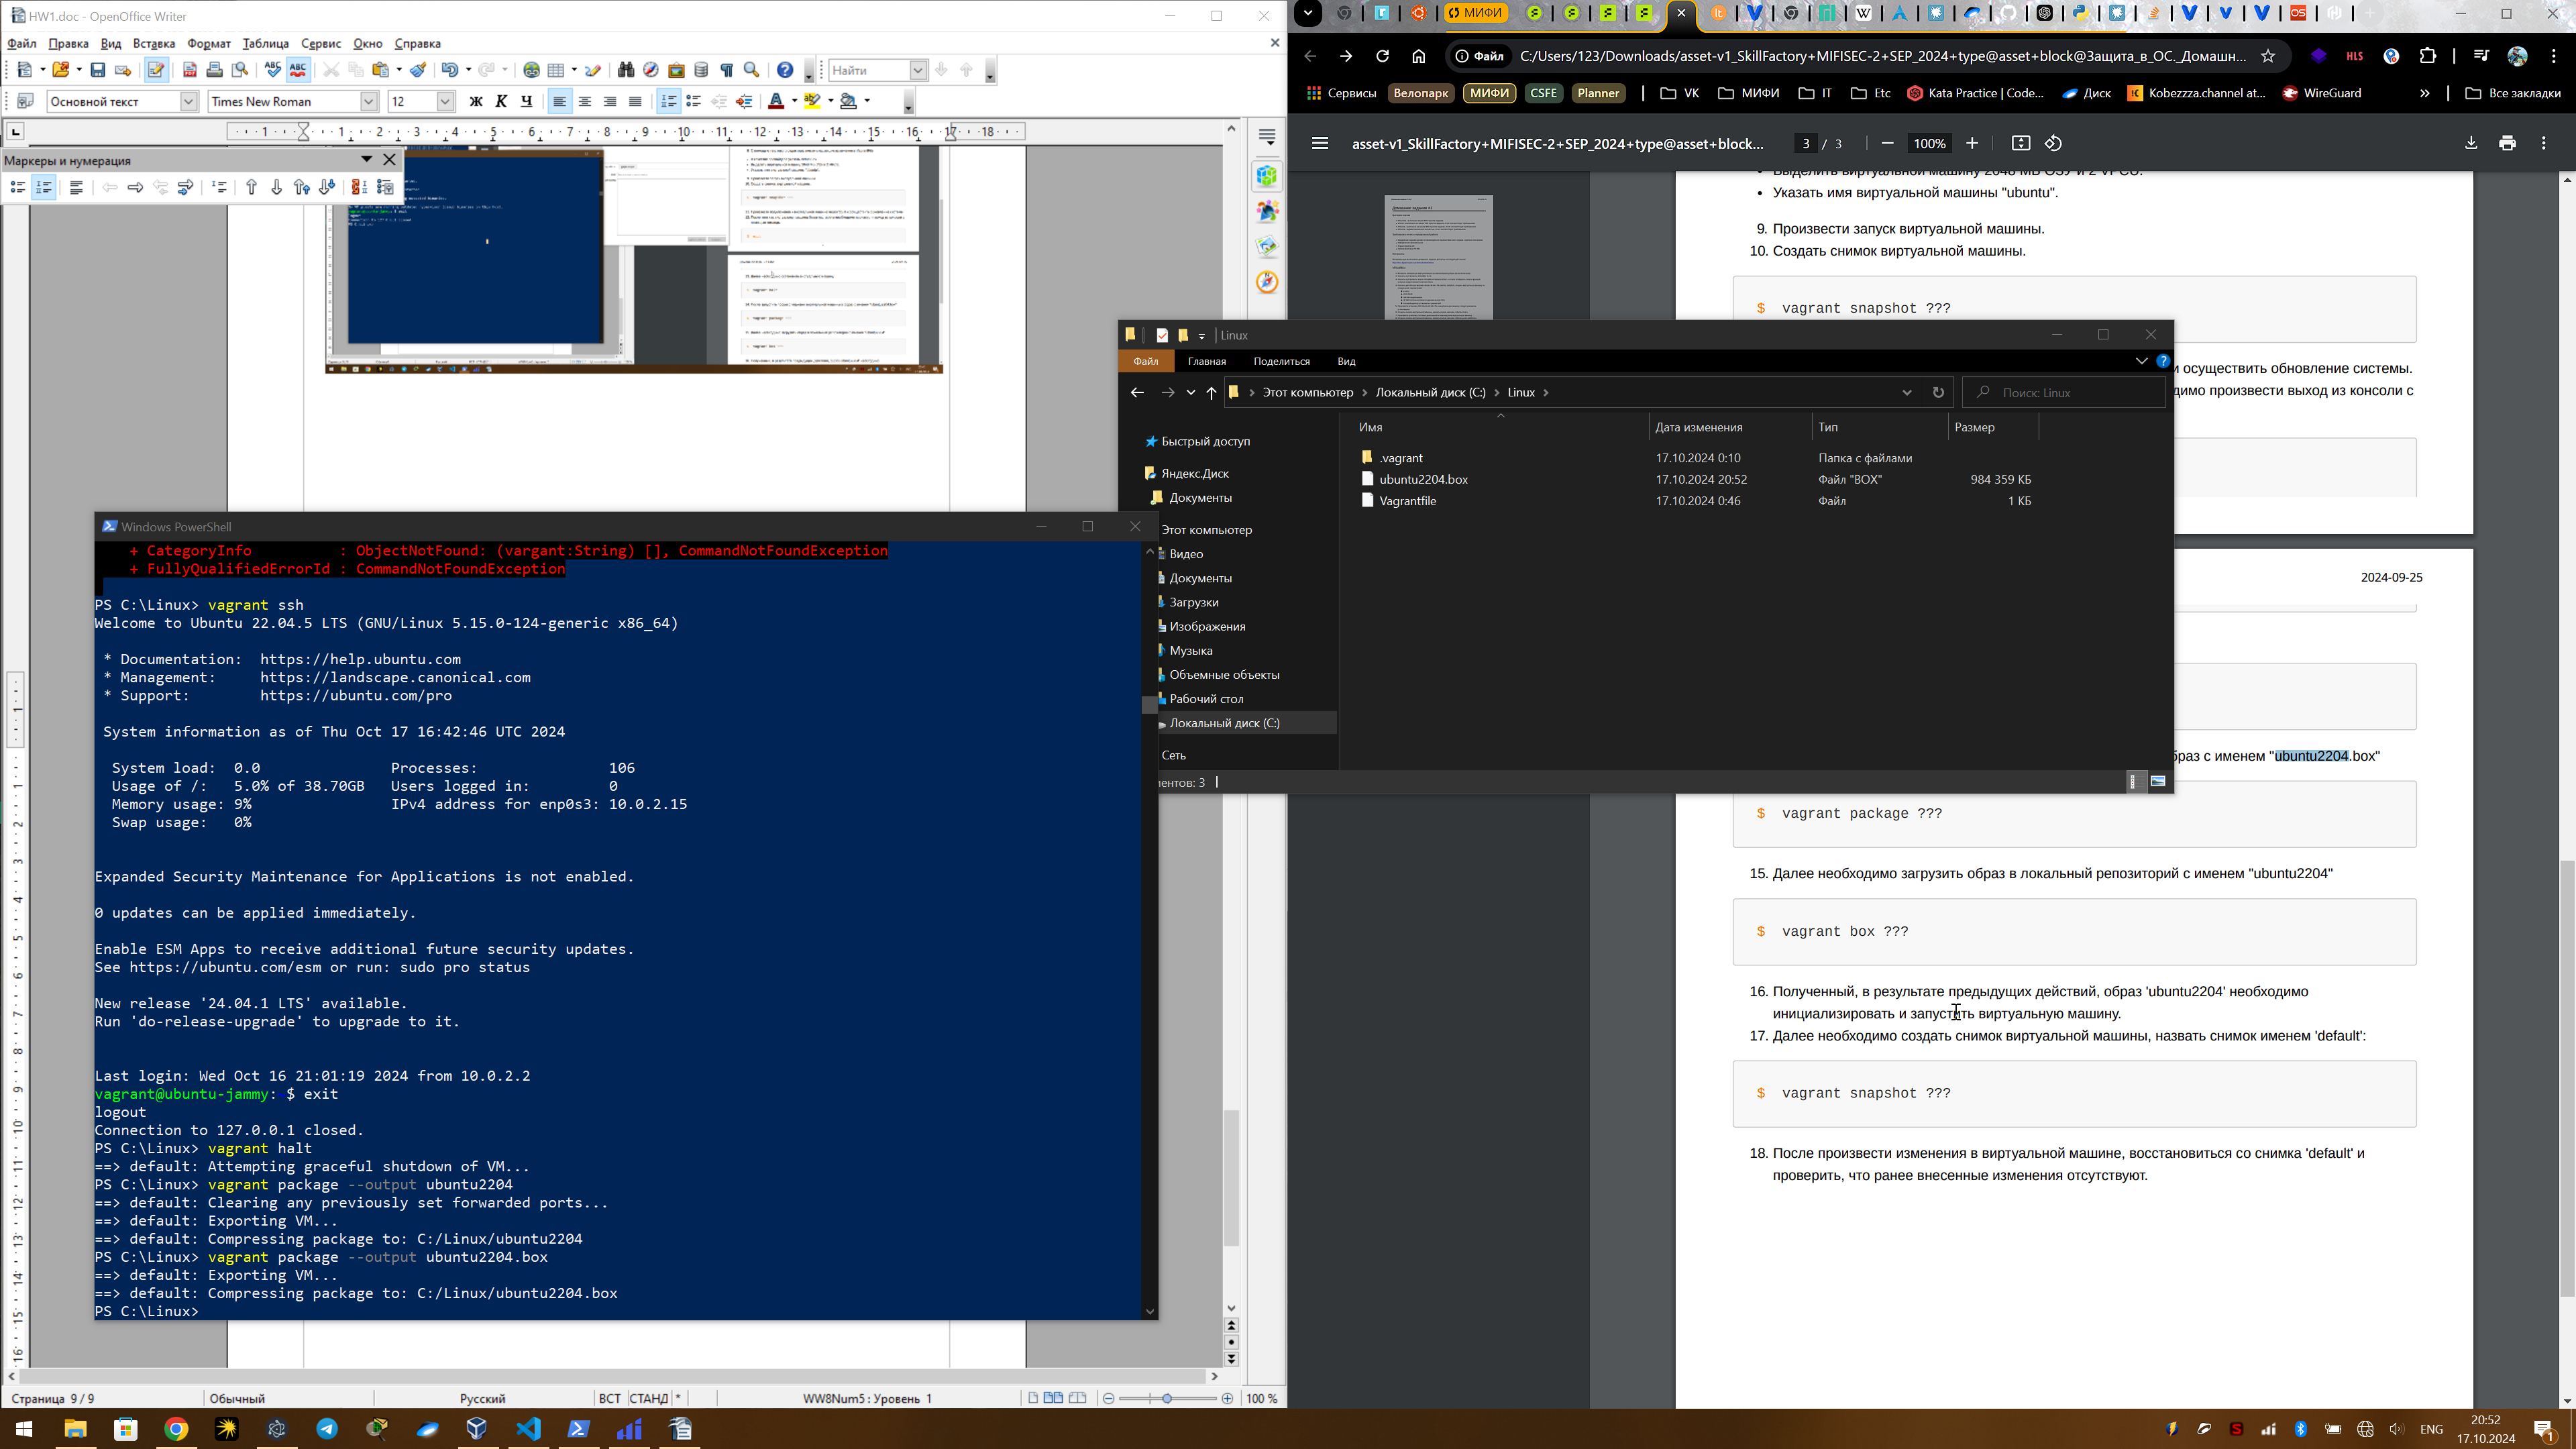 HW1.doc - OpenOffice Writer
Файл Правка Вид Вставка Формат Таблица Сервис Окно Справка
Найти
Основной текст Times New Roman 12 Ж К Ч
Маркеры и нумерация
Windows PowerShell
+ CategoryInfo : ObjectNotFound: (vargant:String) [], CommandNotFoundException
+ FullyQualifiedErrorId : CommandNotFoundException
PS C:\Linux> vagrant ssh
Welcome to Ubuntu 22.04.5 LTS (GNU/Linux 5.15.0-124-generic x86_64)
* Documentation: https://help.ubuntu.com
* Management: https://landscape.canonical.com
* Support: https://ubuntu.com/pro
System information as of Thu Oct 17 16:42:46 UTC 2024
System load: 0.0 Processes: 106
Usage of /: 5.0% of 38.70GB Users logged in: 0
Memory usage: 9% IPv4 address for enp0s3: 10.0.2.15
Swap usage: 0%
Expanded Security Maintenance for Applications is not enabled.
0 updates can be applied immediately.
Enable ESM Apps to receive additional future security updates.
See https://ubuntu.com/esm or run: sudo pro status
New release '24.04.1 LTS' available.
Run 'do-release-upgrade' to upgrade to it.
Last login: Wed Oct 16 21:01:19 2024 from 10.0.2.2
vagrant@ubuntu-jammy: $ exit
logout
Connection to 127.0.0.1 closed.
PS C:\Linux> vagrant halt
==> default: Attempting graceful shutdown of VM...
PS C:\Linux> vagrant package --output ubuntu2204
==> default: Clearing any previously set forwarded ports...
==> default: Exporting VM...
==> default: Compressing package to: C:/Linux/ubuntu2204
PS C:\Linux> vagrant package --output ubuntu2204.box
==> default: Exporting VM...
==> default: Compressing package to: C:/Linux/ubuntu2204.box
PS C:\Linux>
Страница 9 / 9 Обычный Русский ВСТ СТАНД * WW8Num5 : Уровень 1 100 %
МИФИ
Файл C:/Users/123/Downloads/asset-v1_SkillFactory+MIFISEC-2+SEP_2024+type@asset+block@Защита_в_ОС._Домашн...
HLS
Сервисы Велопарк МИФИ CSFE Planner VK МИФИ IT Etc Kata Practice | Code... Диск Kobezzza.channel at... WireGuard » Все закладки
asset-v1_SkillFactory+MIFISEC-2+SEP_2024+type@asset+block... 3 / 3 100%
Выделить виртуальную машину 2048 МБ ОЗУ и 2 VPCU.
• Указать имя виртуальной машины "ubuntu".
9. Произвести запуск виртуальной машины.
10. Создать снимок виртуальной машины.
$ vagrant snapshot ???
и осуществить обновление системы.
димо произвести выход из консоли с
2024-09-25
браз с именем "ubuntu2204.box"
$ vagrant package ???
15. Далее необходимо загрузить образ в локальный репозиторий с именем "ubuntu2204"
$ vagrant box ???
16. Полученный, в результате предыдущих действий, образ 'ubuntu2204' необходимо
инициализировать и запустить виртуальную машину.
17. Далее необходимо создать снимок виртуальной машины, назвать снимок именем 'default':
$ vagrant snapshot ???
18. После произвести изменения в виртуальной машине, восстановиться со снимка 'default' и
проверить, что ранее внесенные изменения отсутствуют.
Linux
Файл Главная Поделиться Вид
Этот компьютер Локальный диск (C:) Linux Поиск: Linux
Имя Дата изменения Тип Размер
.vagrant 17.10.2024 0:10 Папка с файлами
ubuntu2204.box 17.10.2024 20:52 Файл "BOX" 984 359 КБ
Vagrantfile 17.10.2024 0:46 Файл 1 КБ
Быстрый доступ
Яндекс.Диск
Документы
Этот компьютер
Видео
Документы
Загрузки
Изображения
Музыка
Объемные объекты
Рабочий стол
Локальный диск (C:)
Сеть
ментов: 3
ENG
20:52
17.10.2024
1